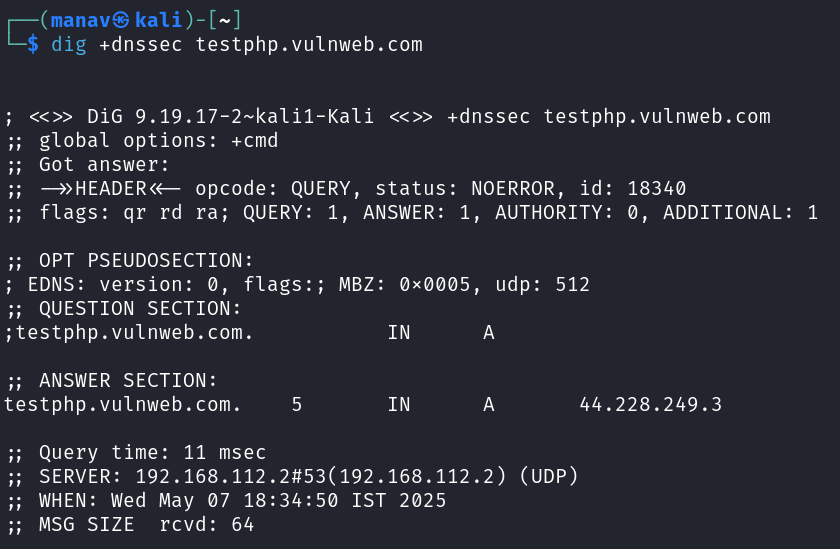 ┌──(manav㉿kali)-[~]
└─$ dig +dnssec testphp.vulnweb.com
; <<>> DiG 9.19.17-2~kali1-Kali <<>> +dnssec testphp.vulnweb.com
;; global options: +cmd
;; Got answer:
;; ->>HEADER<<- opcode: QUERY, status: NOERROR, id: 18340
;; flags: qr rd ra; QUERY: 1, ANSWER: 1, AUTHORITY: 0, ADDITIONAL: 1
;; OPT PSEUDOSECTION:
; EDNS: version: 0, flags:; MBZ: 0x0005, udp: 512
;; QUESTION SECTION:
;testphp.vulnweb.com. IN A
;; ANSWER SECTION:
testphp.vulnweb.com. 5 IN A 44.228.249.3
;; Query time: 11 msec
;; SERVER: 192.168.112.2#53(192.168.112.2) (UDP)
;; WHEN: Wed May 07 18:34:50 IST 2025
;; MSG SIZE rcvd: 64